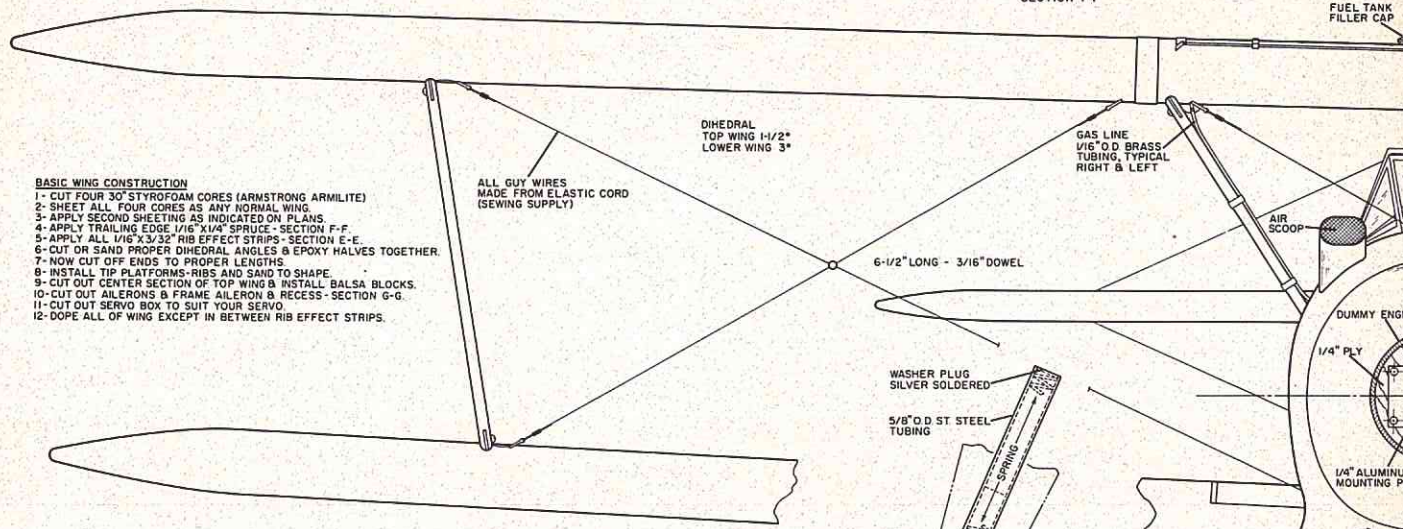 FUEL TANK
FILLER CAP
DIHEDRAL
TOP WING 1-1/2°
LOWER WING 3°
GAS LINE
1/16" O.D. BRASS
TUBING, TYPICAL
RIGHT & LEFT
ALL GUY WIRES
MADE FROM ELASTIC CORD
(SEWING SUPPLY)
BASIC WING CONSTRUCTION
1- CUT FOUR 30" STYROFOAM CORES (ARMSTRONG ARMILITE)
2- SHEET ALL FOUR CORES AS ANY NORMAL WING.
3- APPLY SECOND SHEETING AS INDICATED ON PLANS.
4- APPLY TRAILING EDGE 1/16"X1/4" SPRUCE - SECTION F-F.
5- APPLY ALL 1/16"X3/32" RIB EFFECT STRIPS - SECTION E-E.
6- CUT OR SAND PROPER DIHEDRAL ANGLES & EPOXY HALVES TOGETHER.
7- NOW CUT OFF ENDS TO PROPER LENGTHS.
8- INSTALL TIP PLATFORMS-RIBS AND SAND TO SHAPE.
9- CUT OUT CENTER SECTION OF TOP WING & INSTALL BALSA BLOCKS.
10- CUT OUT AILERONS & FRAME AILERON & RECESS - SECTION G-G.
11- CUT OUT SERVO BOX TO SUIT YOUR SERVO.
12- DOPE ALL OF WING EXCEPT IN BETWEEN RIB EFFECT STRIPS.
AIR
SCOOP
6-1/2" LONG - 3/16" DOWEL
DUMMY
1/4" PLY
WASHER PLUG
SILVER SOLDERED
5/8" O.D. ST. STEEL
TUBING
SPRING
1/4"
MOUNTING